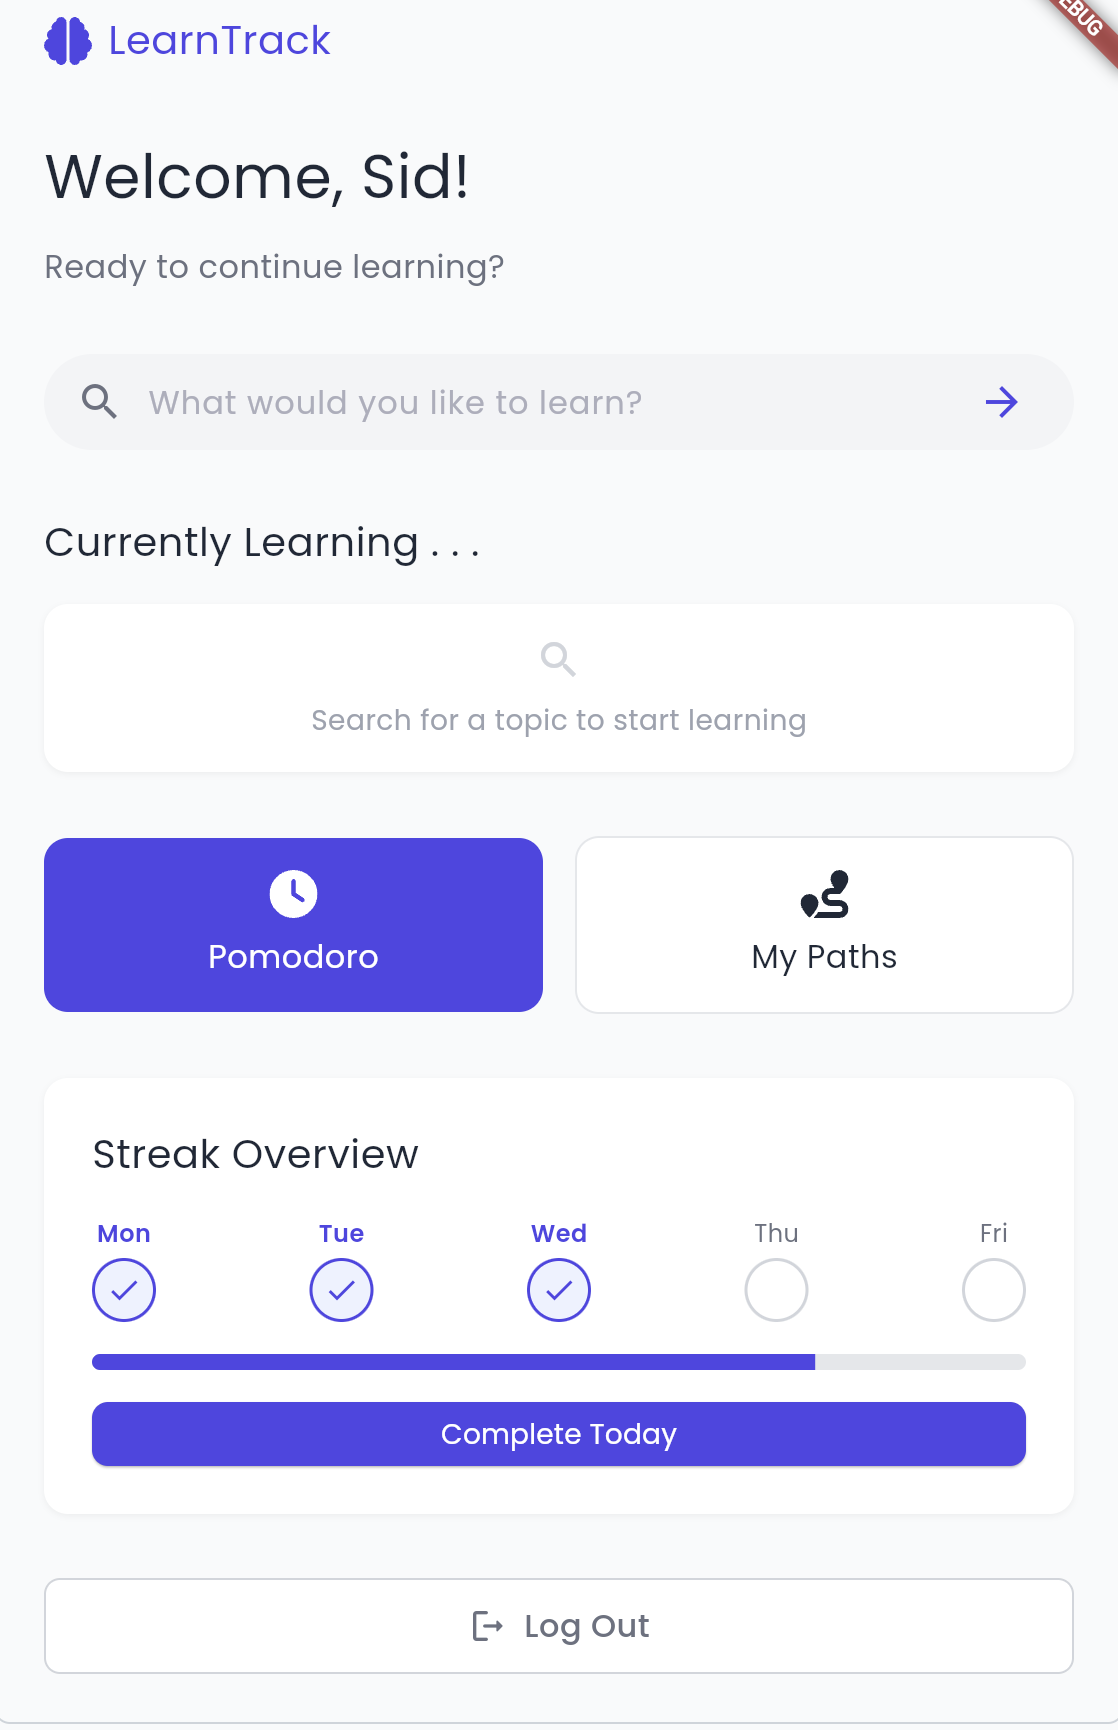 LearnTrack
Welcome, Sid!
Ready to continue learning?
What would you like to learn?
Currently Learning . . .
Search for a topic to start learning
Pomodoro
My Paths
Streak Overview
Mon Tue Wed Thu Fri
Complete Today
Log Out